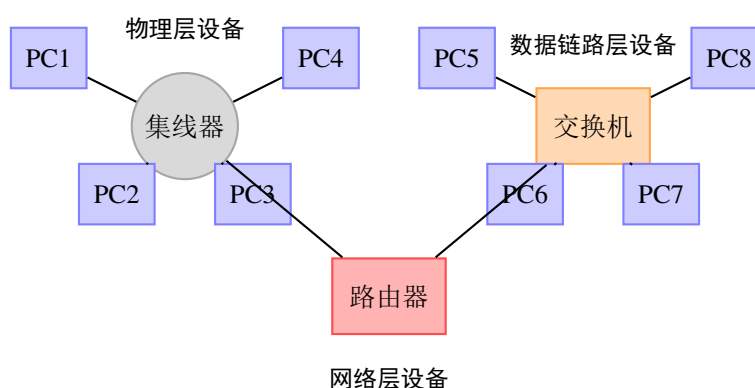 物理层设备
数据链路层设备
PC1
PC4
PC5
PC8
集线器
交换机
PC2
PC3
PC6
PC7
路由器
网络层设备